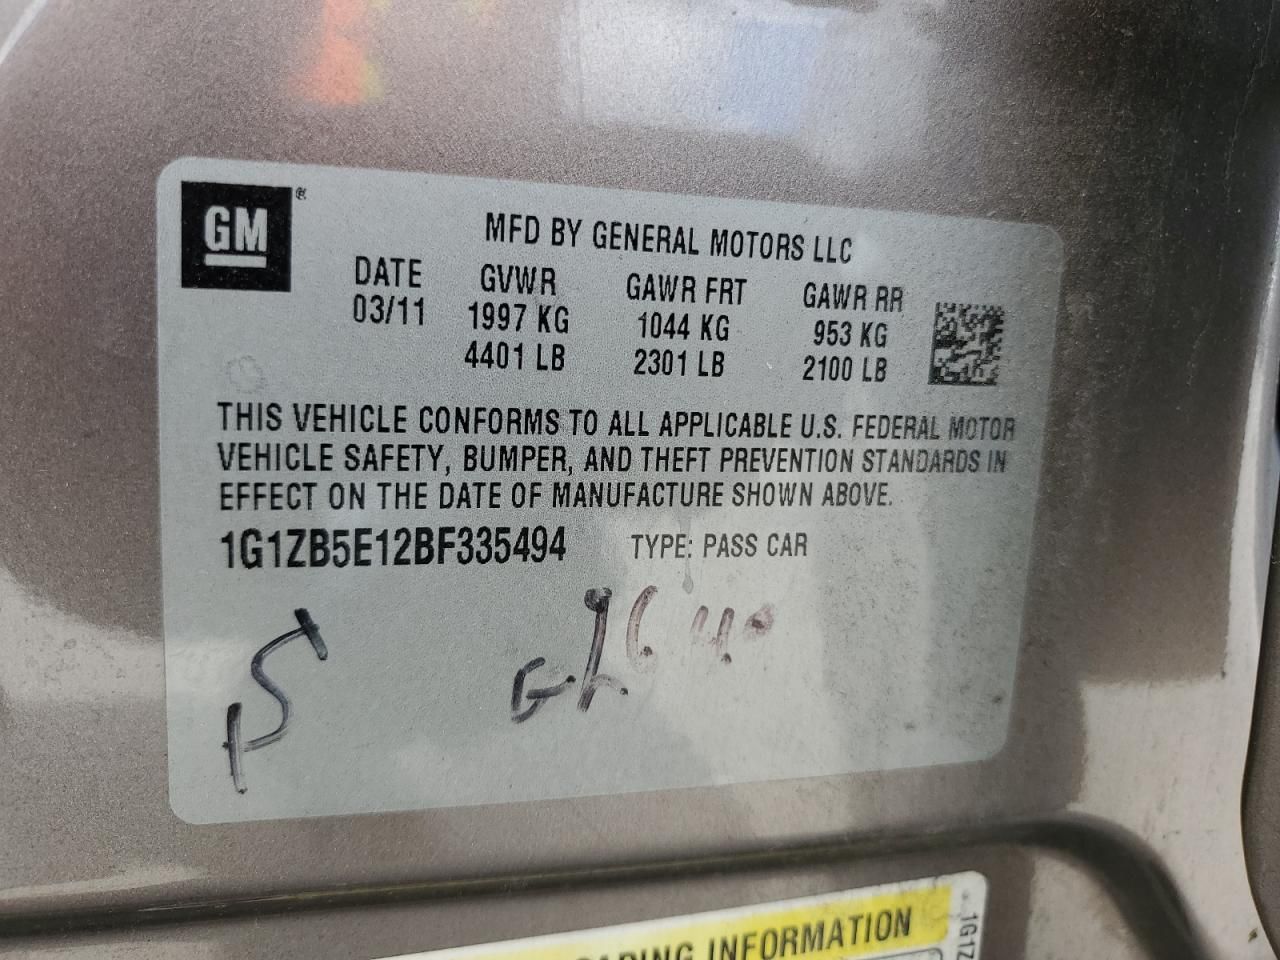 GM ®
MFD BY GENERAL MOTORS LLC
DATE GVWR GAWR FRT GAWR RR
03/11 1997 KG 1044 KG 953 KG
4401 LB 2301 LB 2100 LB
THIS VEHICLE CONFORMS TO ALL APPLICABLE U.S. FEDERAL MOTOR
VEHICLE SAFETY, BUMPER, AND THEFT PREVENTION STANDARDS IN
EFFECT ON THE DATE OF MANUFACTURE SHOWN ABOVE.
1G1ZB5E12BF335494 TYPE: PASS CAR
INFORMATION
1G1Z